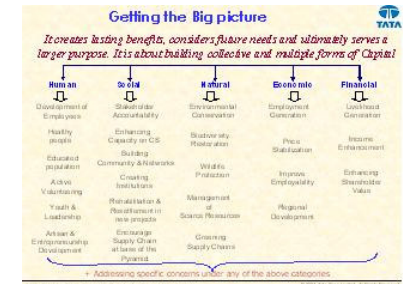 Getting the Big picture
TATA
It creates lasting benefits, considers future needs and ultimately serves a
larger purpose. It is about building collective and multiple forms of Capital
Human
Development of
Employees
Healthy
people
Educated
population
Active
Volunteering
Youth &
Leadership
Artisan &
Entrepreneurship
Development
Social
Stakeholder
Accountability
Enhancing
Capacity on CS
Building
Community & Networks
Creating
Institutions
Rehabilitation &
Resettlement in
new projects
Encourage
Supply Chain
at base of the
Pyramid
Natural
Environmental
Conservation
Biodiversity
Restoration
Wildlife
Protection
Management
of
Scarce Resources
Greening
Supply Chains
Economic
Employment
Generation
Price
Stabilization
Improve
Employability
Regional
Development
Financial
Livelihood
Generation
Income
Enhancement
Enhancing
Shareholder
Value
+ Addressing specific concerns under any of the above categories